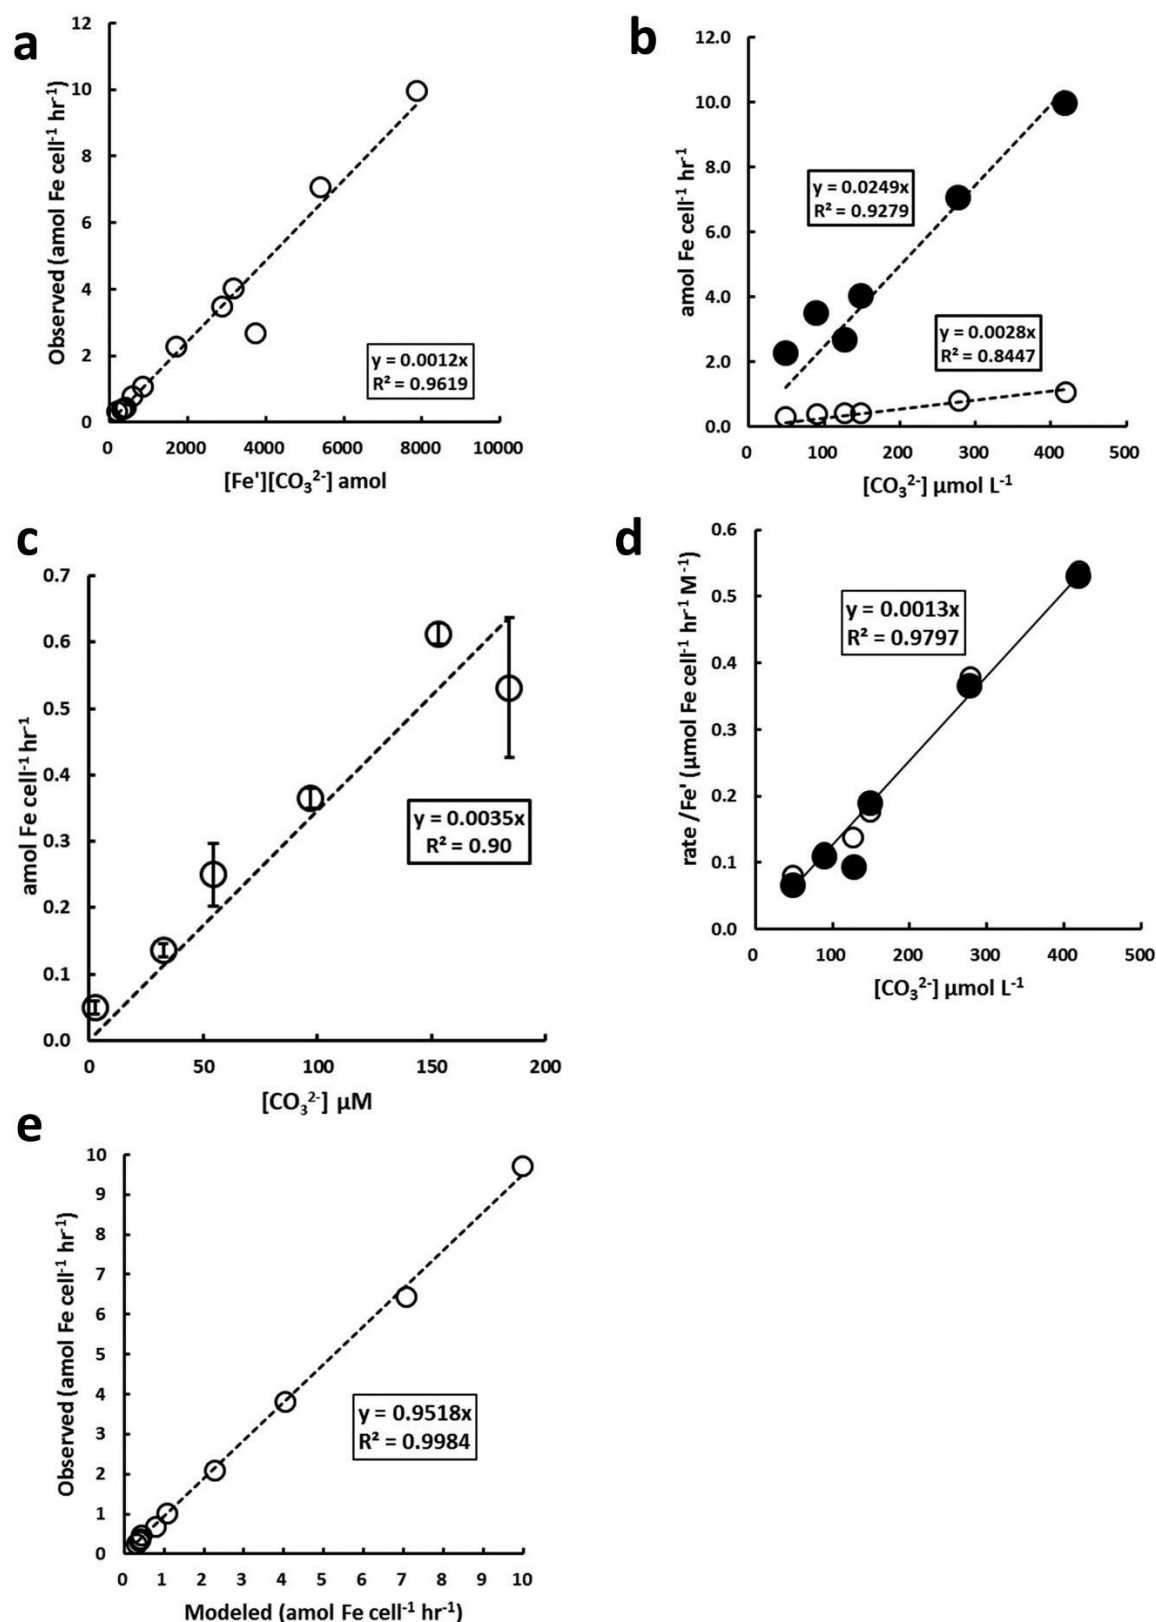 a
12
10
8
6
4
2
0
Observed (amol Fe cell⁻¹ hr⁻¹)
y = 0.0012x
R² = 0.9619
0 2000 4000 6000 8000 10000
[Fe'][CO₃²⁻] amol
b
12.0
10.0
8.0
6.0
4.0
2.0
0.0
amol Fe cell⁻¹ hr⁻¹
y = 0.0249x
R² = 0.9279
y = 0.0028x
R² = 0.8447
0 100 200 300 400 500
[CO₃²⁻] µmol L⁻¹
c
0.7
0.6
0.5
0.4
0.3
0.2
0.1
0.0
amol Fe cell⁻¹ hr⁻¹
y = 0.0035x
R² = 0.90
0 50 100 150 200
[CO₃²⁻] µM
d
0.6
0.5
0.4
0.3
0.2
0.1
0.0
rate /Fe' (µmol Fe cell⁻¹ hr⁻¹ M⁻¹)
y = 0.0013x
R² = 0.9797
0 100 200 300 400 500
[CO₃²⁻] µmol L⁻¹
e
10
9
8
7
6
5
4
3
2
1
0
Observed (amol Fe cell⁻¹ hr⁻¹)
y = 0.9518x
R² = 0.9984
0 1 2 3 4 5 6 7 8 9 10
Modeled (amol Fe cell⁻¹ hr⁻¹)